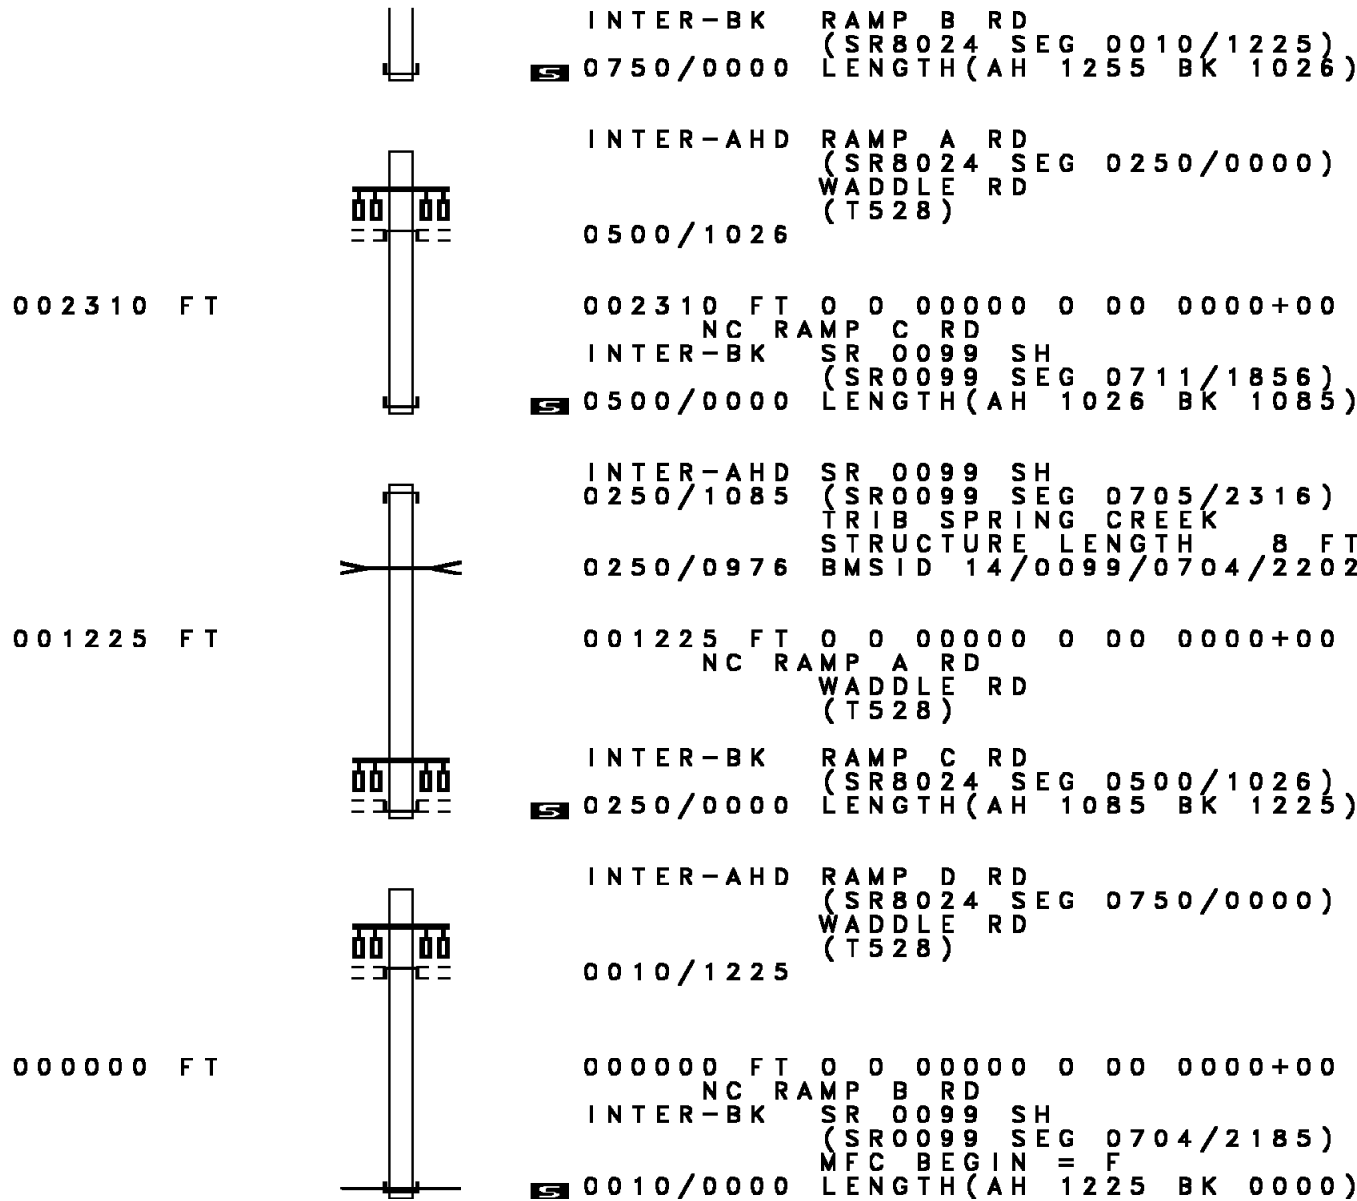 INTER-BK RAMP B RD
(SR8024 SEG 0010/1225)
S 0750/0000 LENGTH(AH 1255 BK 1026)
INTER-AHD RAMP A RD
(SR8024 SEG 0250/0000)
WADDLE RD
(T528)
0500/1026
002310 FT 002310 FT 0 0 00000 0 00 0000+00
NC RAMP C RD
INTER-BK SR 0099 SH
(SR0099 SEG 0711/1856)
S 0500/0000 LENGTH(AH 1026 BK 1085)
INTER-AHD SR 0099 SH
0250/1085 (SR0099 SEG 0705/2316)
TRIB SPRING CREEK
STRUCTURE LENGTH 8 FT
0250/0976 BMSID 14/0099/0704/2202
001225 FT 001225 FT 0 0 00000 0 00 0000+00
NC RAMP A RD
WADDLE RD
(T528)
INTER-BK RAMP C RD
(SR8024 SEG 0500/1026)
S 0250/0000 LENGTH(AH 1085 BK 1225)
INTER-AHD RAMP D RD
(SR8024 SEG 0750/0000)
WADDLE RD
(T528)
0010/1225
000000 FT 000000 FT 0 0 00000 0 00 0000+00
NC RAMP B RD
INTER-BK SR 0099 SH
(SR0099 SEG 0704/2185)
MFC BEGIN = F
S 0010/0000 LENGTH(AH 1225 BK 0000)